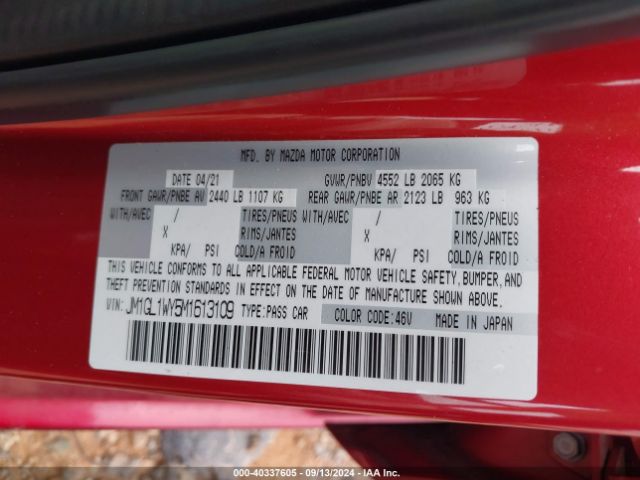 MFD. BY MAZDA MOTOR CORPORATION
DATE 04/21 GVWR/PNBV 4552 LB 2065 KG
FRONT GAWR/PNBE AV 2440 LB 1107 KG REAR GAWR/PNBE AR 2123 LB 963 KG
WITH/AVEC / TIRES/PNEUS WITH/AVEC / TIRES/PNEUS
X RIMS/JANTES X RIMS/JANTES
KPA/ PSI COLD/A FROID KPA/ PSI COLD/A FROID
THIS VEHICLE CONFORMS TO ALL APPLICABLE FEDERAL MOTOR VEHICLE SAFETY, BUMPER, AND
THEFT PREVENTION STANDARDS IN EFFECT ON THE DATE OF MANUFACTURE SHOWN ABOVE.
VIN: JM1GL1WY5M1613109 TYPE:PASS CAR COLOR CODE:46V MADE IN JAPAN
000-40337605 - 09/13/2024 - IAA Inc.